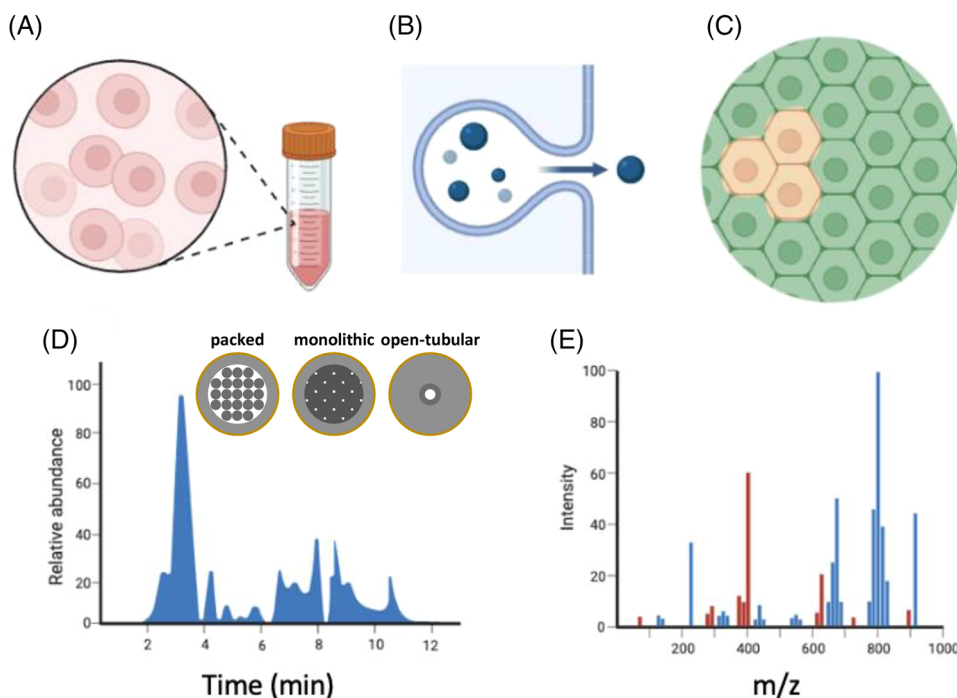 (A)
(B)
(C)
(D)
packed monolithic open-tubular
100
80
60
40
20
0
Relative abundance
2 4 6 8 10 12
Time (min)
(E)
100
80
60
40
20
0
Intensity
200 400 600 800 1000
m/z